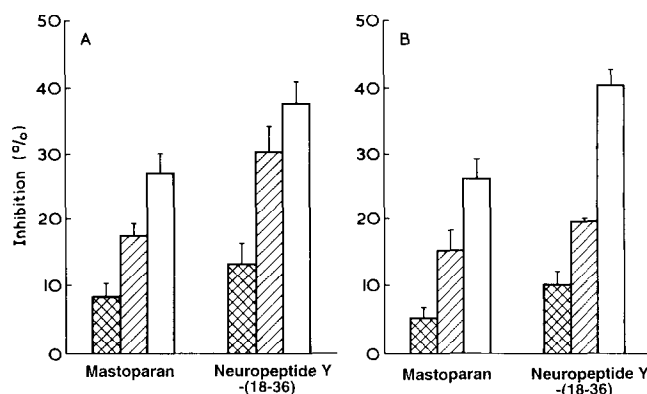 A
50
40
30
20
10
0
Inhibition (%)
Mastoparan
Neuropeptide Y
-(18-36)
B
50
40
30
20
10
0
Mastoparan
Neuropeptide Y
-(18-36)